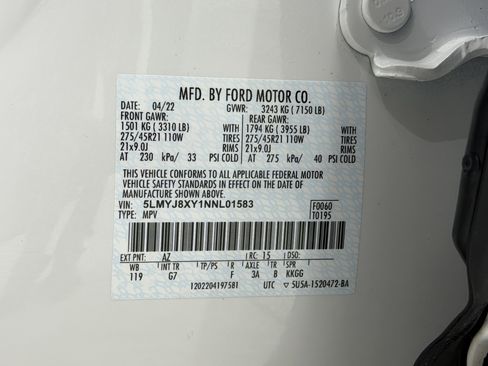 MFD. BY FORD MOTOR CO.
DATE: 04/22 GVWR: 3243 KG ( 7150 LB)
FRONT GAWR: REAR GAWR:
1501 KG ( 3310 LB) WITH 1794 KG ( 3955 LB) WITH
275/45R21 110W TIRES 275/45R21 110W TIRES
21x9.0J RIMS 21x9.0J RIMS
AT 230 kPa/ 33 PSI COLD AT 275 kPa/ 40 PSI COLD
THIS VEHICLE CONFORMS TO ALL APPLICABLE FEDERAL MOTOR
VEHICLE SAFETY STANDARDS IN EFFECT ON THE DATE OF
MANUFACTURE SHOWN ABOVE.
VIN: 5LMYJ8XY1NNL01583 F0060
TYPE: MPV T0195
EXT PNT: AZ RC: 15 DSO:
WB INT TR TP/PS R AXLE TR SPR
119 G7 F 3A B KKGG
1202204197581 UTC ▽ 5U5A-1520472-BA